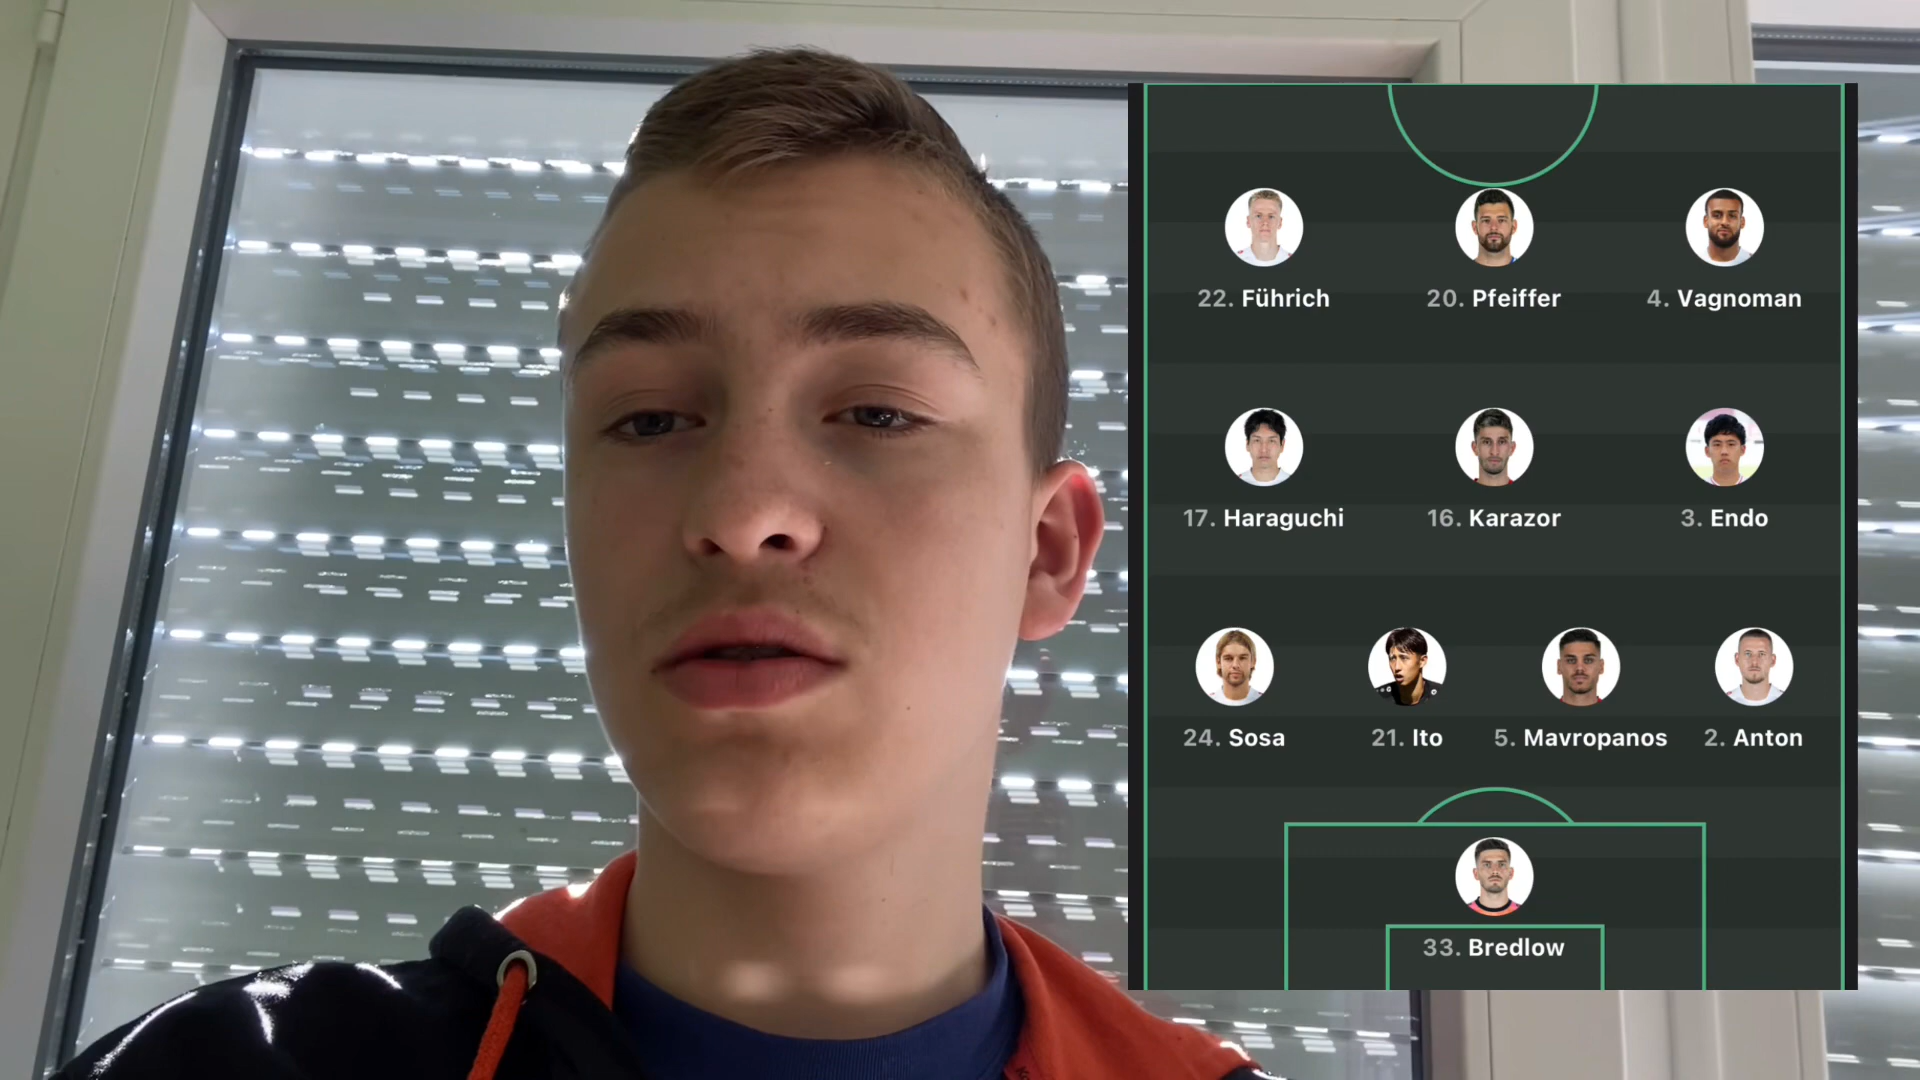 22. Führich
20. Pfeiffer
4. Vagnoman
17. Haraguchi
16. Karazor
3. Endo
24. Sosa
21. Ito
5. Mavropanos
2. Anton
33. Bredlow